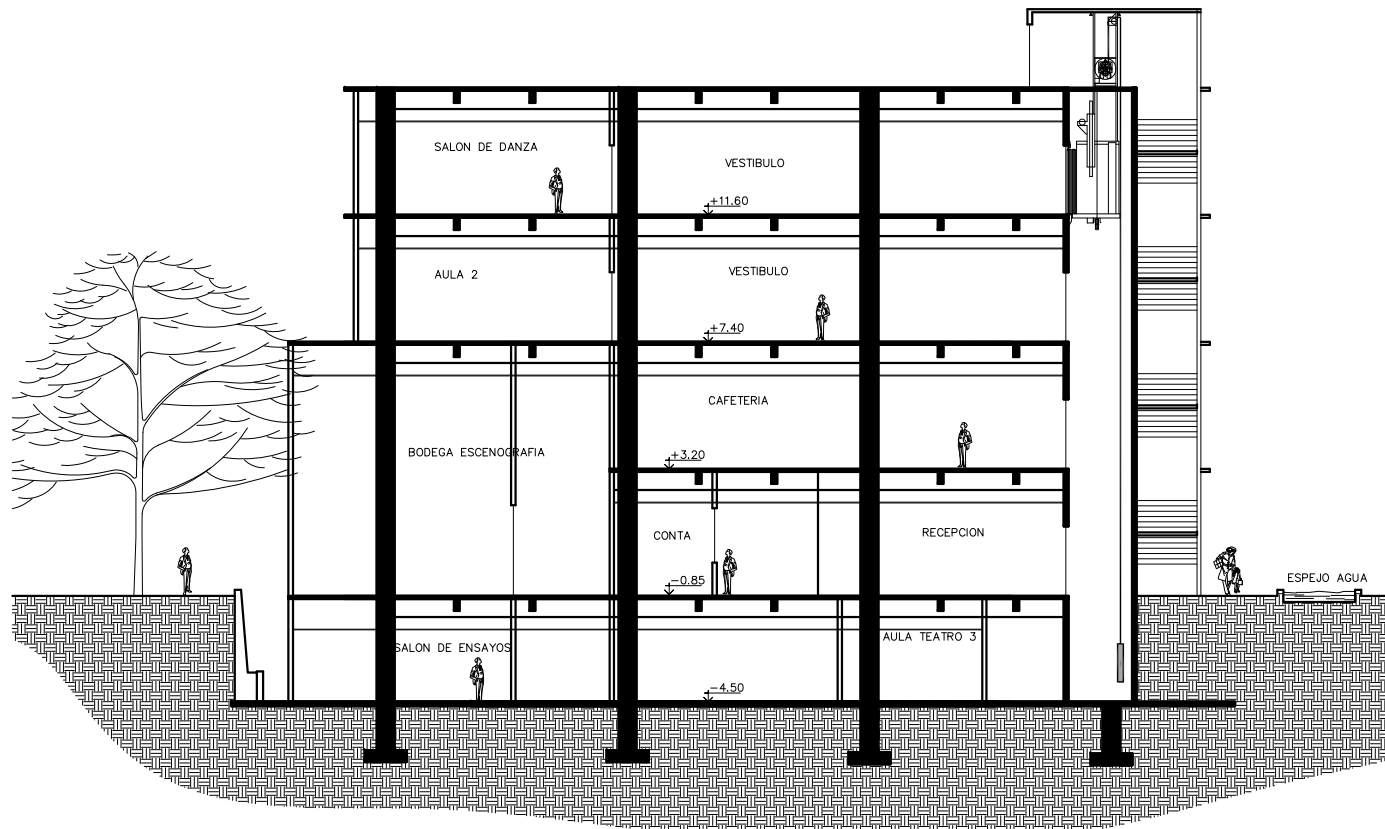 SALON DE DANZA
VESTIBULO
+11.60
AULA 2
VESTIBULO
+7.40
CAFETERIA
BODEGA ESCENOGRAFIA
+3.20
CONTA
RECEPCION
-0.85
ESPEJO AGUA
SALON DE ENSAYOS
AULA TEATRO 3
-4.50